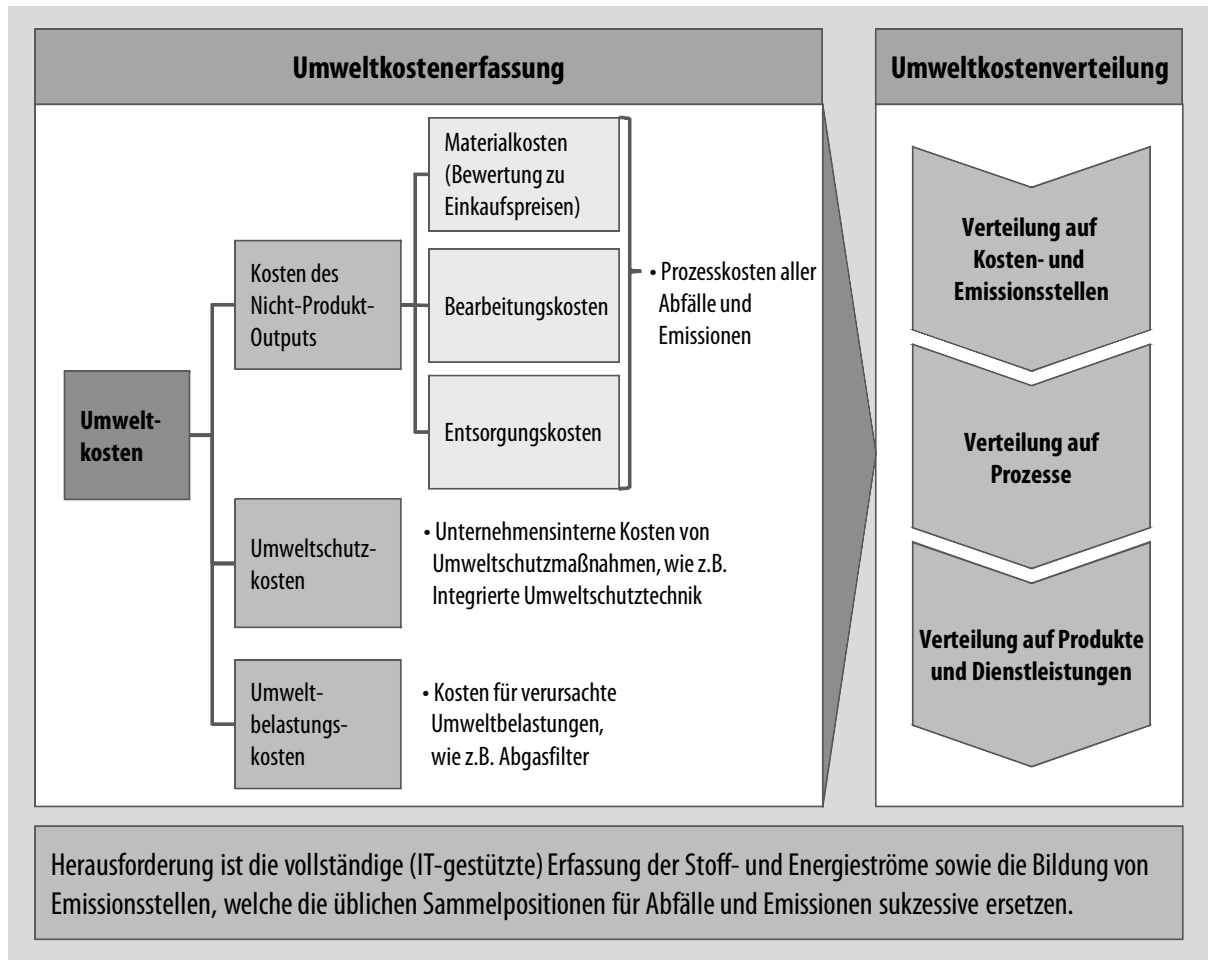 Umweltkostenerfassung
Umwelt-
kosten
Kosten des
Nicht-Produkt-
Outputs
Materialkosten
(Bewertung zu
Einkaufspreisen)
Bearbeitungskosten
Entsorgungskosten
• Prozesskosten aller
Abfälle und
Emissionen
Umweltschutz-
kosten
• Unternehmensinterne Kosten von
Umweltschutzmaßnahmen, wie z.B.
Integrierte Umweltschutztechnik
Umwelt-
belastungs-
kosten
• Kosten für verursachte
Umweltbelastungen,
wie z.B. Abgasfilter
Umweltkostenverteilung
Verteilung auf
Kosten- und
Emissionsstellen
Verteilung auf
Prozesse
Verteilung auf Produkte
und Dienstleistungen
Herausforderung ist die vollständige (IT-gestützte) Erfassung der Stoff- und Energieströme sowie die Bildung von
Emissionsstellen, welche die üblichen Sammelpositionen für Abfälle und Emissionen sukzessive ersetzen.